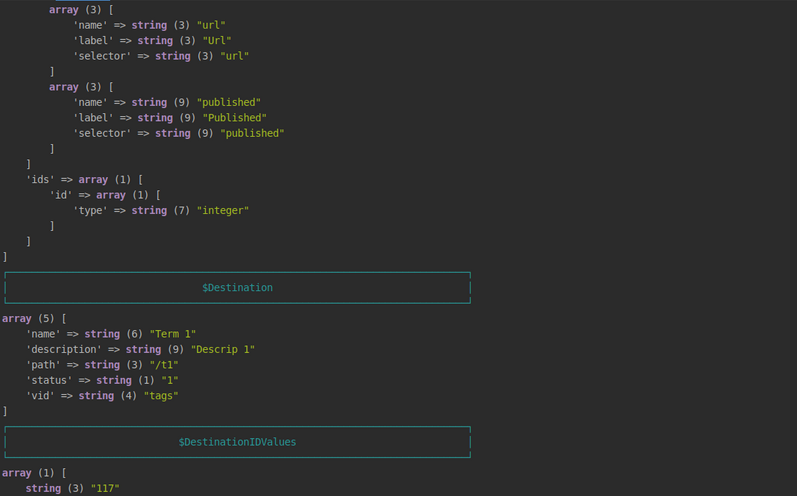 array (3) [
'name' => string (3) "url"
'label' => string (3) "Url"
'selector' => string (3) "url"
]
array (3) [
'name' => string (9) "published"
'label' => string (9) "Published"
'selector' => string (9) "published"
]
]
'ids' => array (1) [
'id' => array (1) [
'type' => string (7) "integer"
]
]
]
$Destination
array (5) [
'name' => string (6) "Term 1"
'description' => string (9) "Descrip 1"
'path' => string (3) "/t1"
'status' => string (1) "1"
'vid' => string (4) "tags"
]
$DestinationIDValues
array (1) [
string (3) "117"